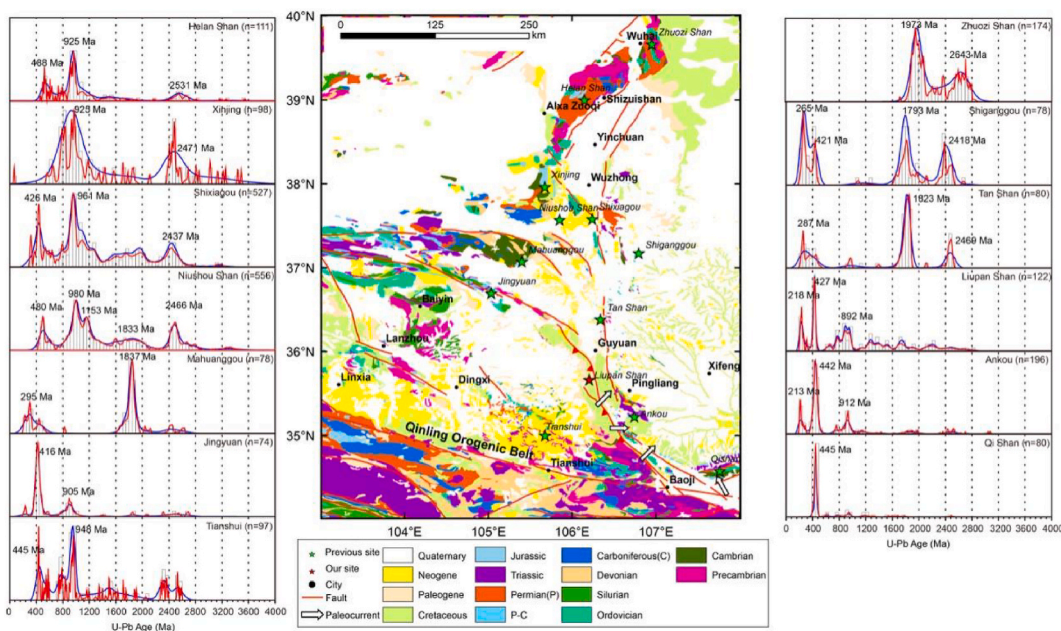 Helan Shan (n=111)
925 Ma
488 Ma
2531 Ma
Xinjing (n=98)
925 Ma
2471 Ma
Shixiagou (n=527)
426 Ma
961 Ma
2437 Ma
Niushou Shan (n=556)
480 Ma
980 Ma
1153 Ma
1833 Ma
2466 Ma
Mahuanggou (n=78)
1837 Ma
295 Ma
Jingyuan (n=74)
416 Ma
905 Ma
Tianshui (n=97)
445 Ma
948 Ma
0 400 800 1200 1600 2000 2400 2800 3200 3600 4000
U-Pb Age (Ma)
40°N
39°N
38°N
37°N
36°N
35°N
0 125 250
km
Wuhai
Zhuozi Shan
Helan Shan
Shizuishan
Alxa Zuoqi
Yinchuan
Xinjing
Wuzhong
Niushou Shan
Shixiagou
Mahuanggou
Shiganggou
Jingyuan
Baiyin
Tan Shan
Lanzhou
Guyuan
Linxia
Dingxi
Liupan Shan
Pingliang
Xifeng
Ankou
Tianshui
Qinling Orogenic Belt
Tianshui
Baoji
104°E 105°E 106°E 107°E
Previous site
Our site
City
Fault
Paleocurrent
Quaternary
Neogene
Paleogene
Cretaceous
Jurassic
Triassic
Permian(P)
P-C
Carboniferous(C)
Devonian
Silurian
Ordovician
Cambrian
Precambrian
Zhuozi Shan (n=174)
1973 Ma
2643 Ma
Shiganggou (n=78)
265 Ma
421 Ma
1793 Ma
2418 Ma
Tan Shan (n=80)
287 Ma
1923 Ma
2469 Ma
Liupan Shan (n=122)
427 Ma
218 Ma
892 Ma
Ankou (n=196)
442 Ma
213 Ma
912 Ma
Qi Shan (n=80)
445 Ma
0 400 800 1200 1600 2000 2400 2800 3200 3600 4000
U-Pb Age (Ma)